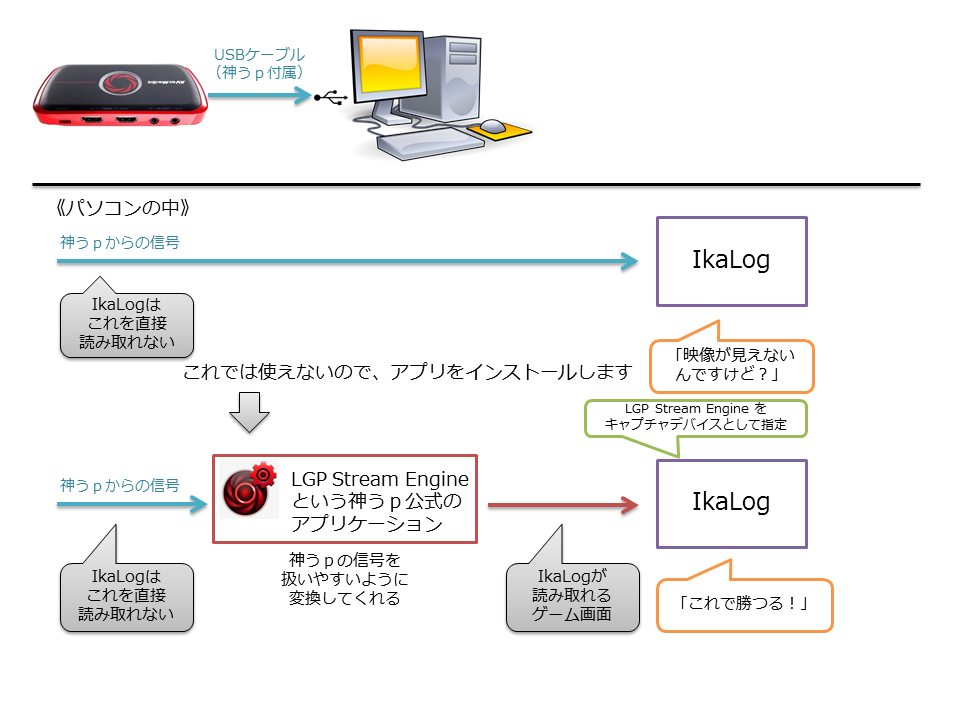 USBケーブル
（神うｐ付属）
AVerMedia
《パソコンの中》
神うｐからの信号
IkaLog
IkaLogは
これを直接
読み取れない
「映像が見えない
んですけど？」
これでは使えないので、アプリをインストールします
LGP Stream Engine を
キャプチャデバイスとして指定
神うｐからの信号
LGP Stream Engine
という神うｐ公式の
アプリケーション
IkaLog
神うｐの信号を
扱いやすいように
変換してくれる
IkaLogは
これを直接
読み取れない
IkaLogが
読み取れる
ゲーム画面
「これで勝つる！」